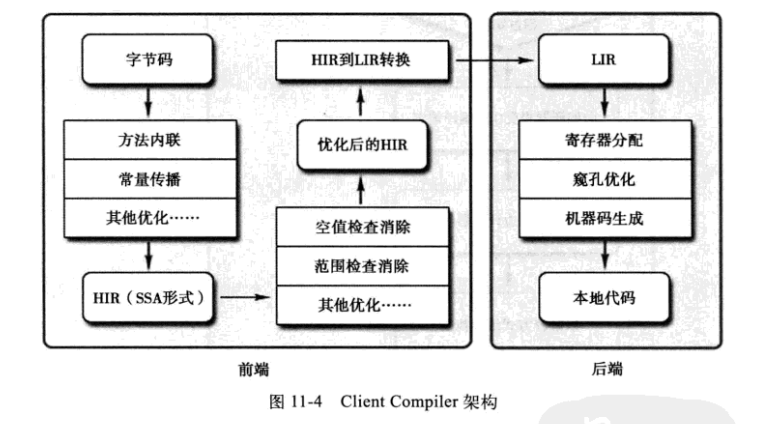 字节码
方法内联
常量传播
其他优化……
HIR（SSA形式）
HIR到LIR转换
优化后的HIR
空值检查消除
范围检查消除
其他优化……
前端
LIR
寄存器分配
窥孔优化
机器码生成
本地代码
后端
图 11-4 Client Compiler 架构